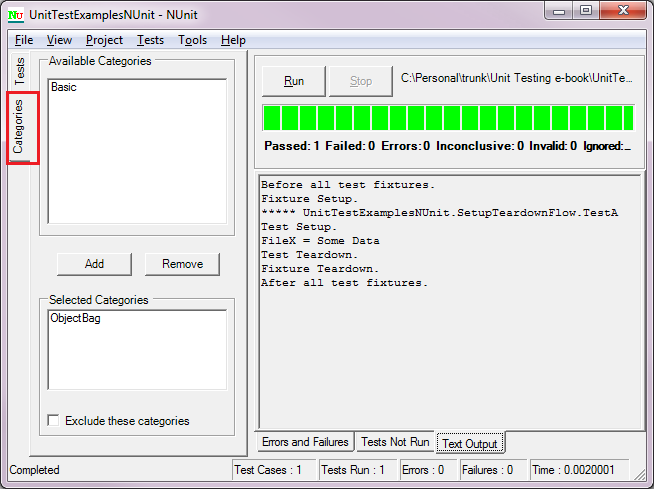 NU UnitTestExamplesNUnit - NUnit
File View Project Tests Tools Help
Tests
Categories
Available Categories
Basic
Add Remove
Selected Categories
ObjectBag
Exclude these categories
Run Stop C:\Personal\trunk\Unit Testing e-book\UnitTe...
Passed: 1 Failed: 0 Errors: 0 Inconclusive: 0 Invalid: 0 Ignored:...
Before all test fixtures.
Fixture Setup.
***** UnitTestExamplesNUnit.SetupTeardownFlow.TestA
Test Setup.
FileX = Some Data
Test Teardown.
Fixture Teardown.
After all test fixtures.
Errors and Failures Tests Not Run Text Output
Completed Test Cases : 1 Tests Run : 1 Errors : 0 Failures : 0 Time : 0.0020001